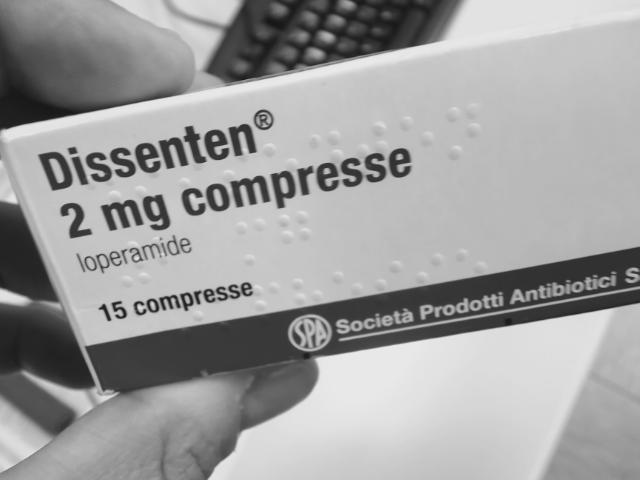 Dissenten®
2 mg compresse
loperamide
15 compresse
SPA Società Prodotti Antibiotici S